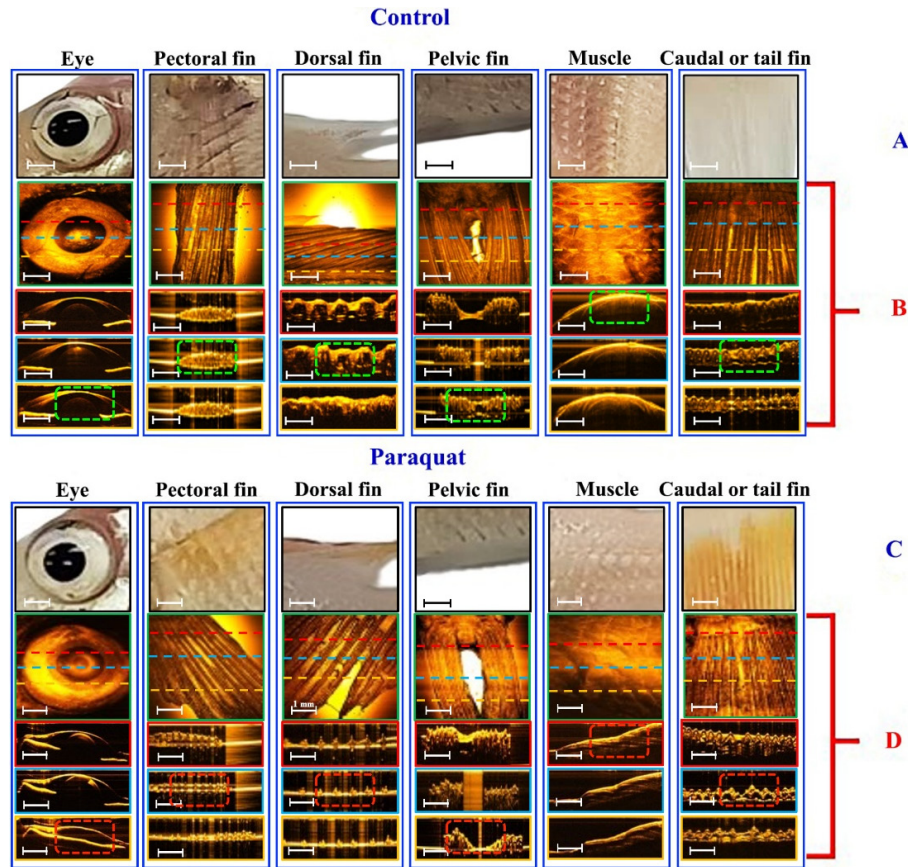 Control
Eye Pectoral fin Dorsal fin Pelvic fin Muscle Caudal or tail fin
A
B
Paraquat
Eye Pectoral fin Dorsal fin Pelvic fin Muscle Caudal or tail fin
C
1 mm
D